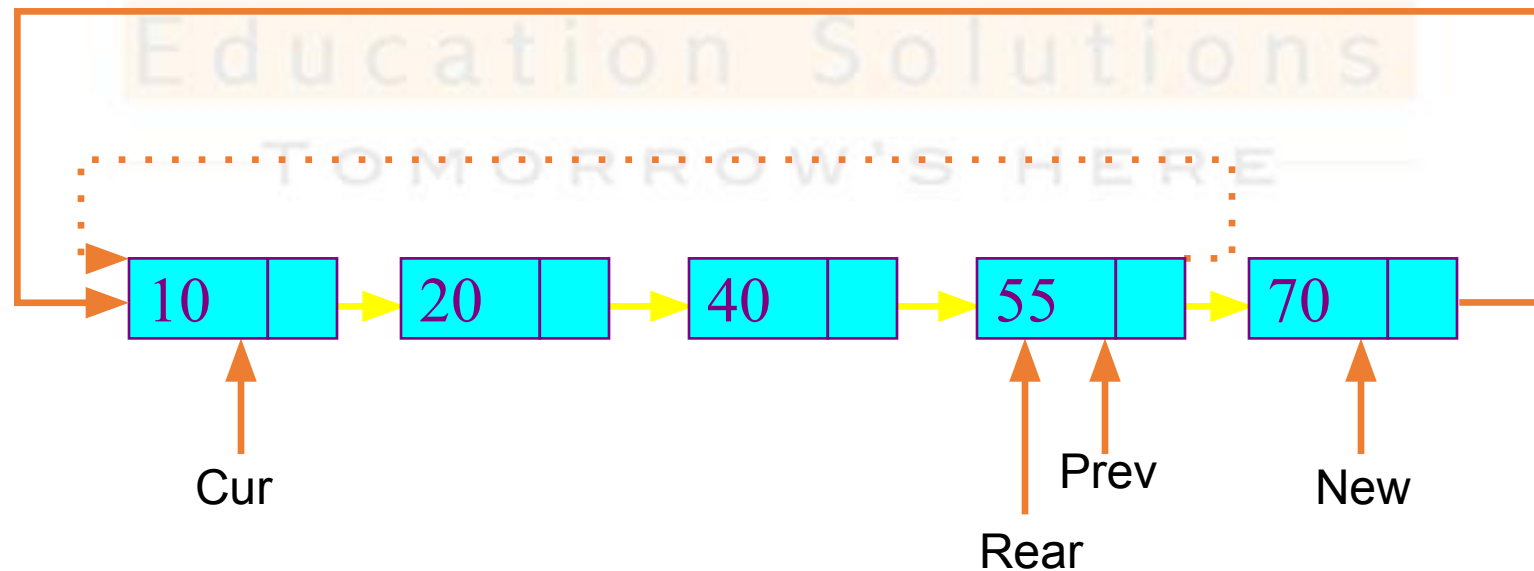 Education Solutions
TOMORROW'S HERE
10 20 40 55 70
Cur Prev New
Rear